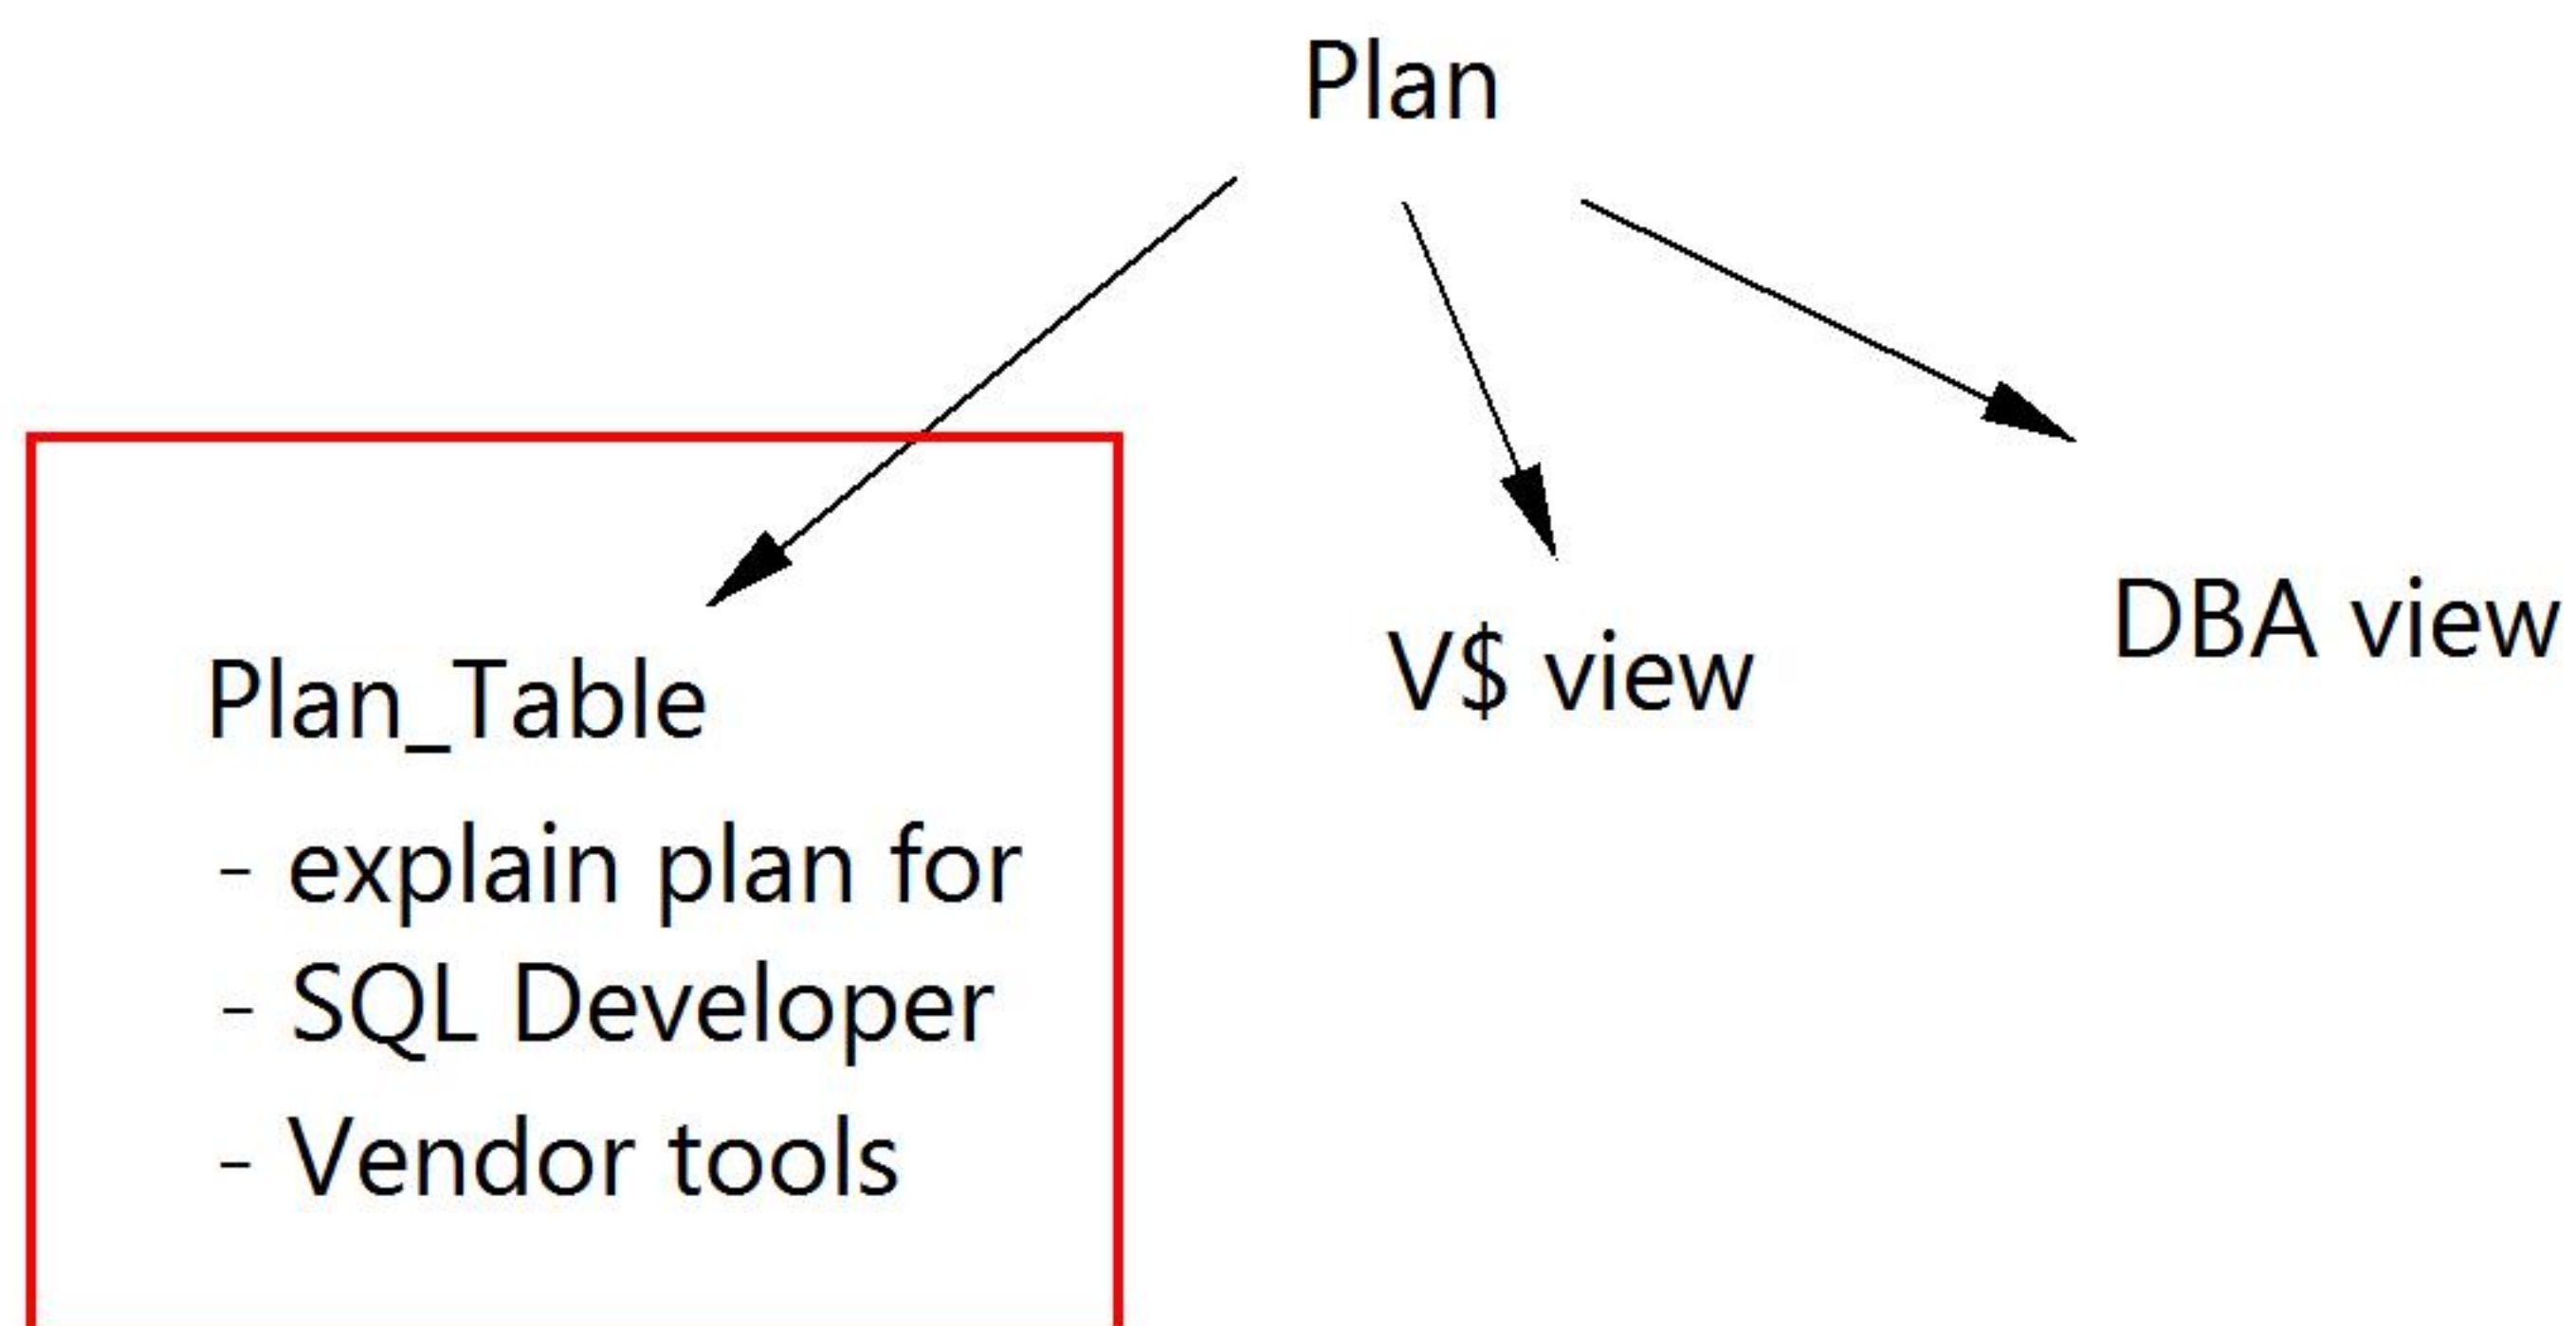 Plan
Plan_Table
- explain plan for
- SQL Developer
- Vendor tools
V$ view
DBA view